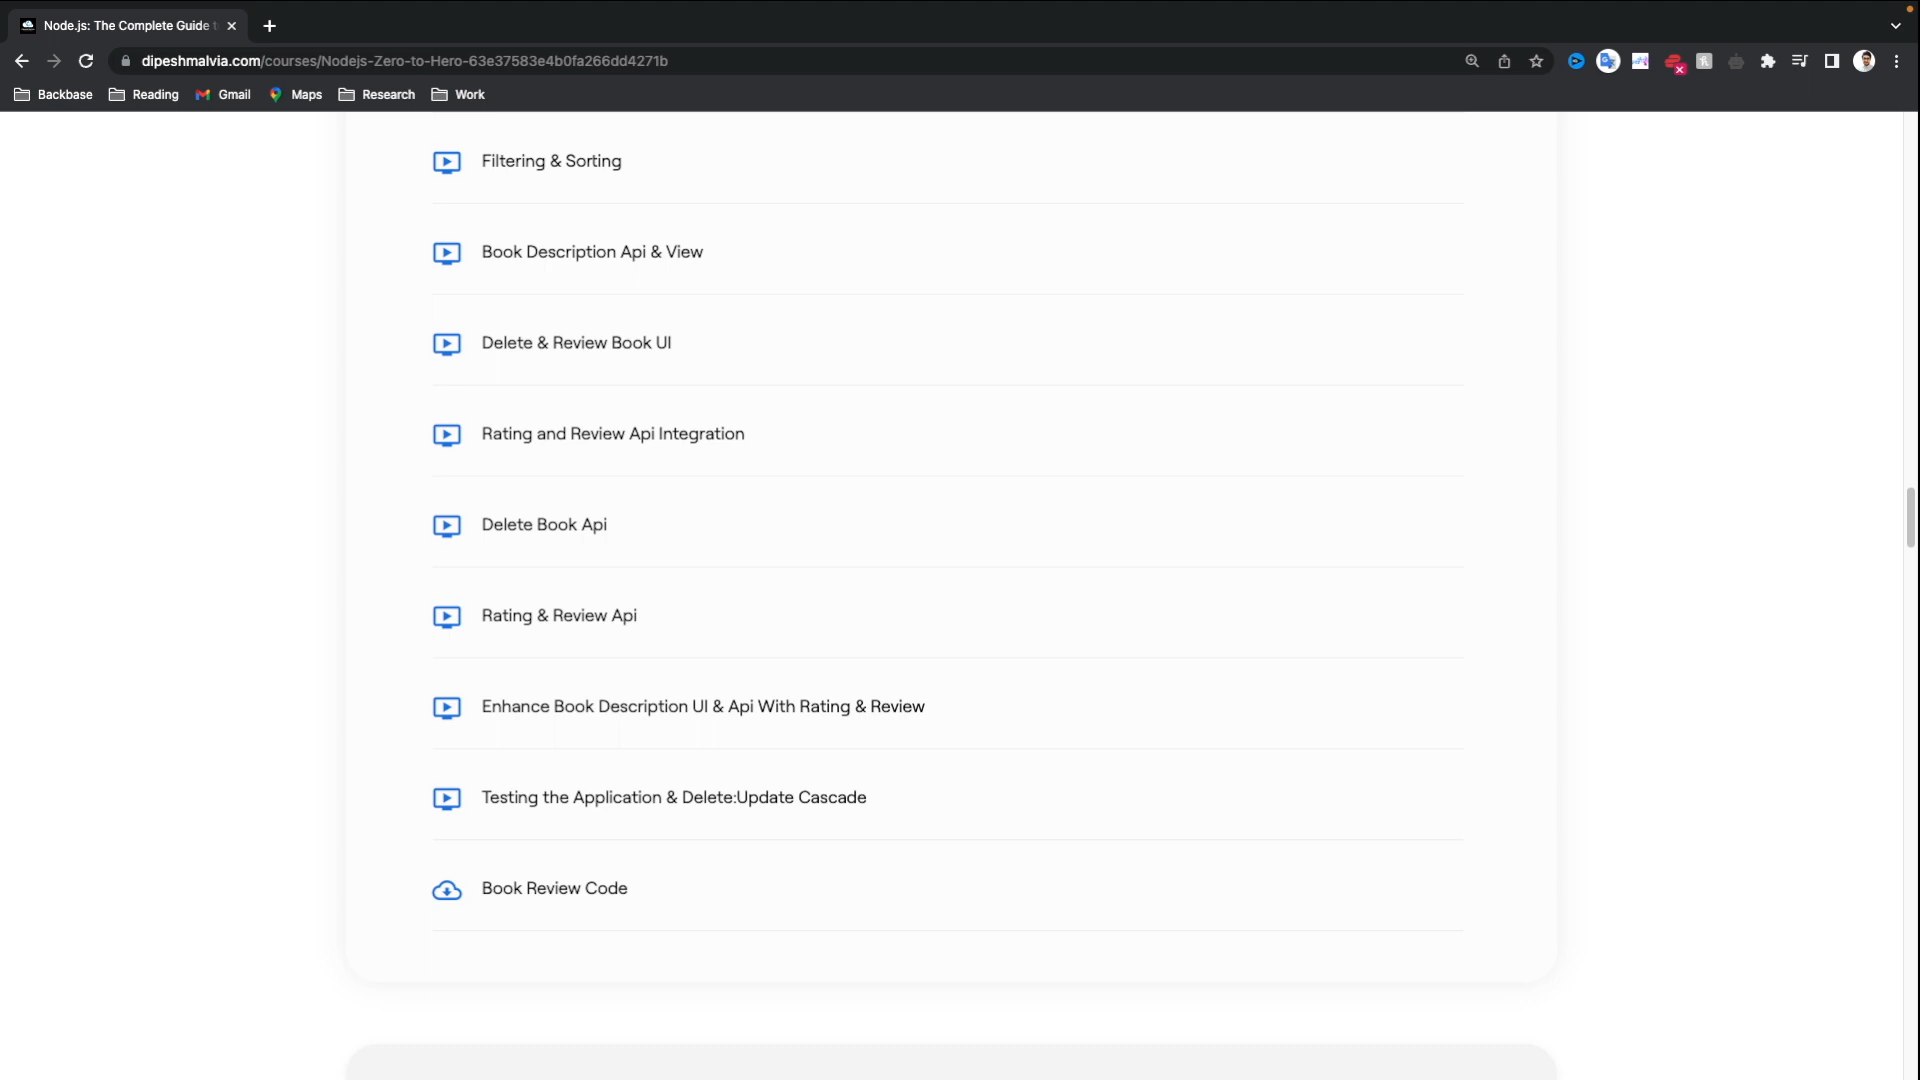 Node.js: The Complete Guide
dipeshmalvia.com/courses/Nodejs-Zero-to-Hero-63e37583e4b0fa266dd4271b
Backbase
Reading
Gmail
Maps
Research
Work
Filtering & Sorting
Book Description Api & View
Delete & Review Book UI
Rating and Review Api Integration
Delete Book Api
Rating & Review Api
Enhance Book Description UI & Api With Rating & Review
Testing the Application & Delete:Update Cascade
Book Review Code